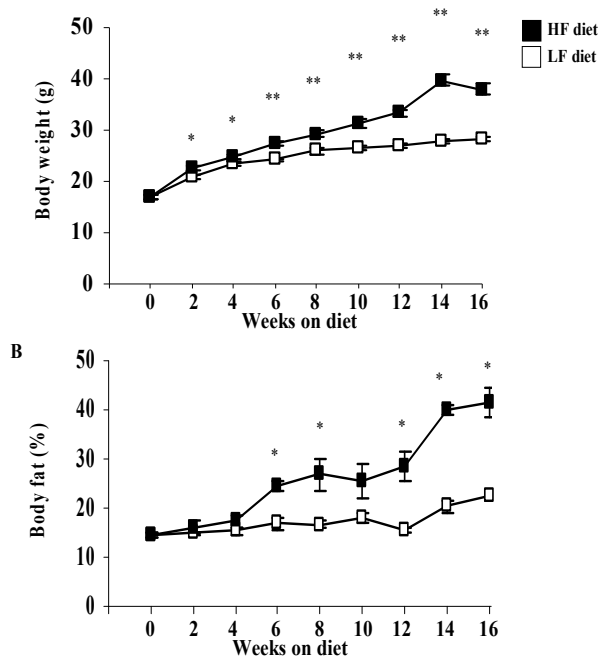 50
40
30
20
10
0
Body weight (g)
* * ** ** ** ** ** **
HF diet
LF diet
0 2 4 6 8 10 12 14 16
Weeks on diet
B
50
40
30
20
10
0
Body fat (%)
* * * * *
0 2 4 6 8 10 12 14 16
Weeks on diet